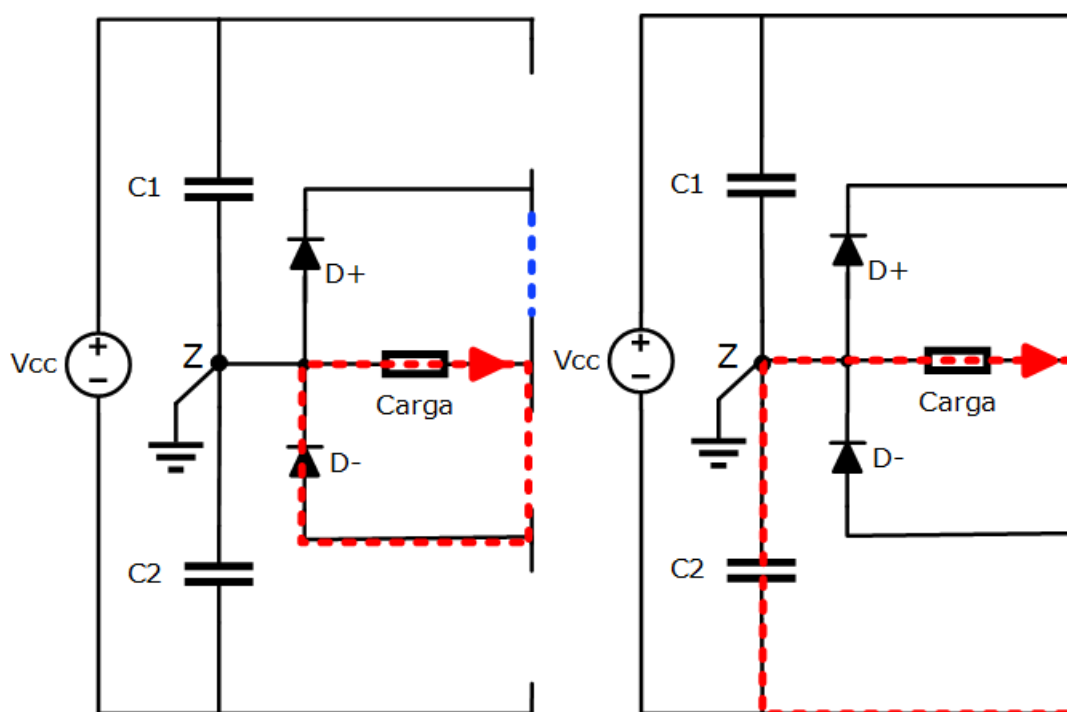 C1
D+
Vcc
+
−
Z
Carga
D-
C2
C1
D+
Vcc
+
−
Z
Carga
D-
C2